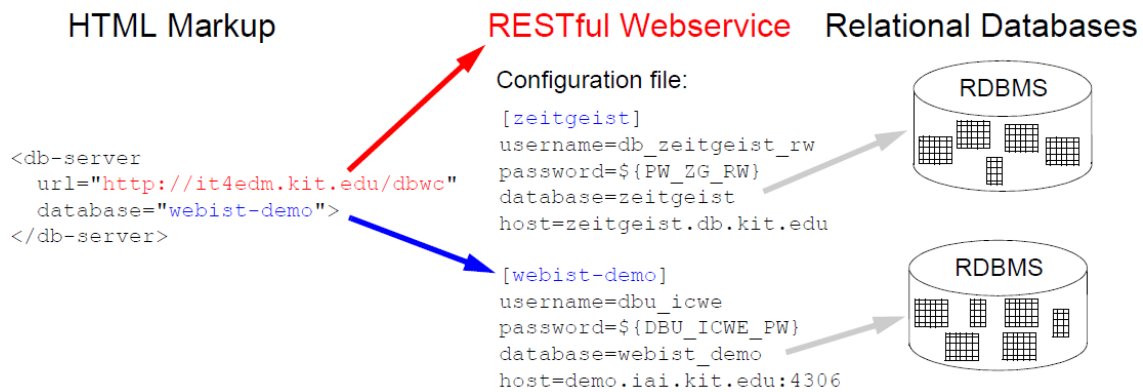 HTML Markup
RESTful Webservice
Relational Databases
Configuration file:
<db-server
url="http://it4edm.kit.edu/dbwc"
database="webist-demo">
</db-server>
[zeitgeist]
username=db_zeitgeist_rw
password=${PW_ZG_RW}
database=zeitgeist
host=zeitgeist.db.kit.edu
[webist-demo]
username=dbu_icwe
password=${DBU_ICWE_PW}
database=webist_demo
host=demo.iai.kit.edu:4306
RDBMS
RDBMS